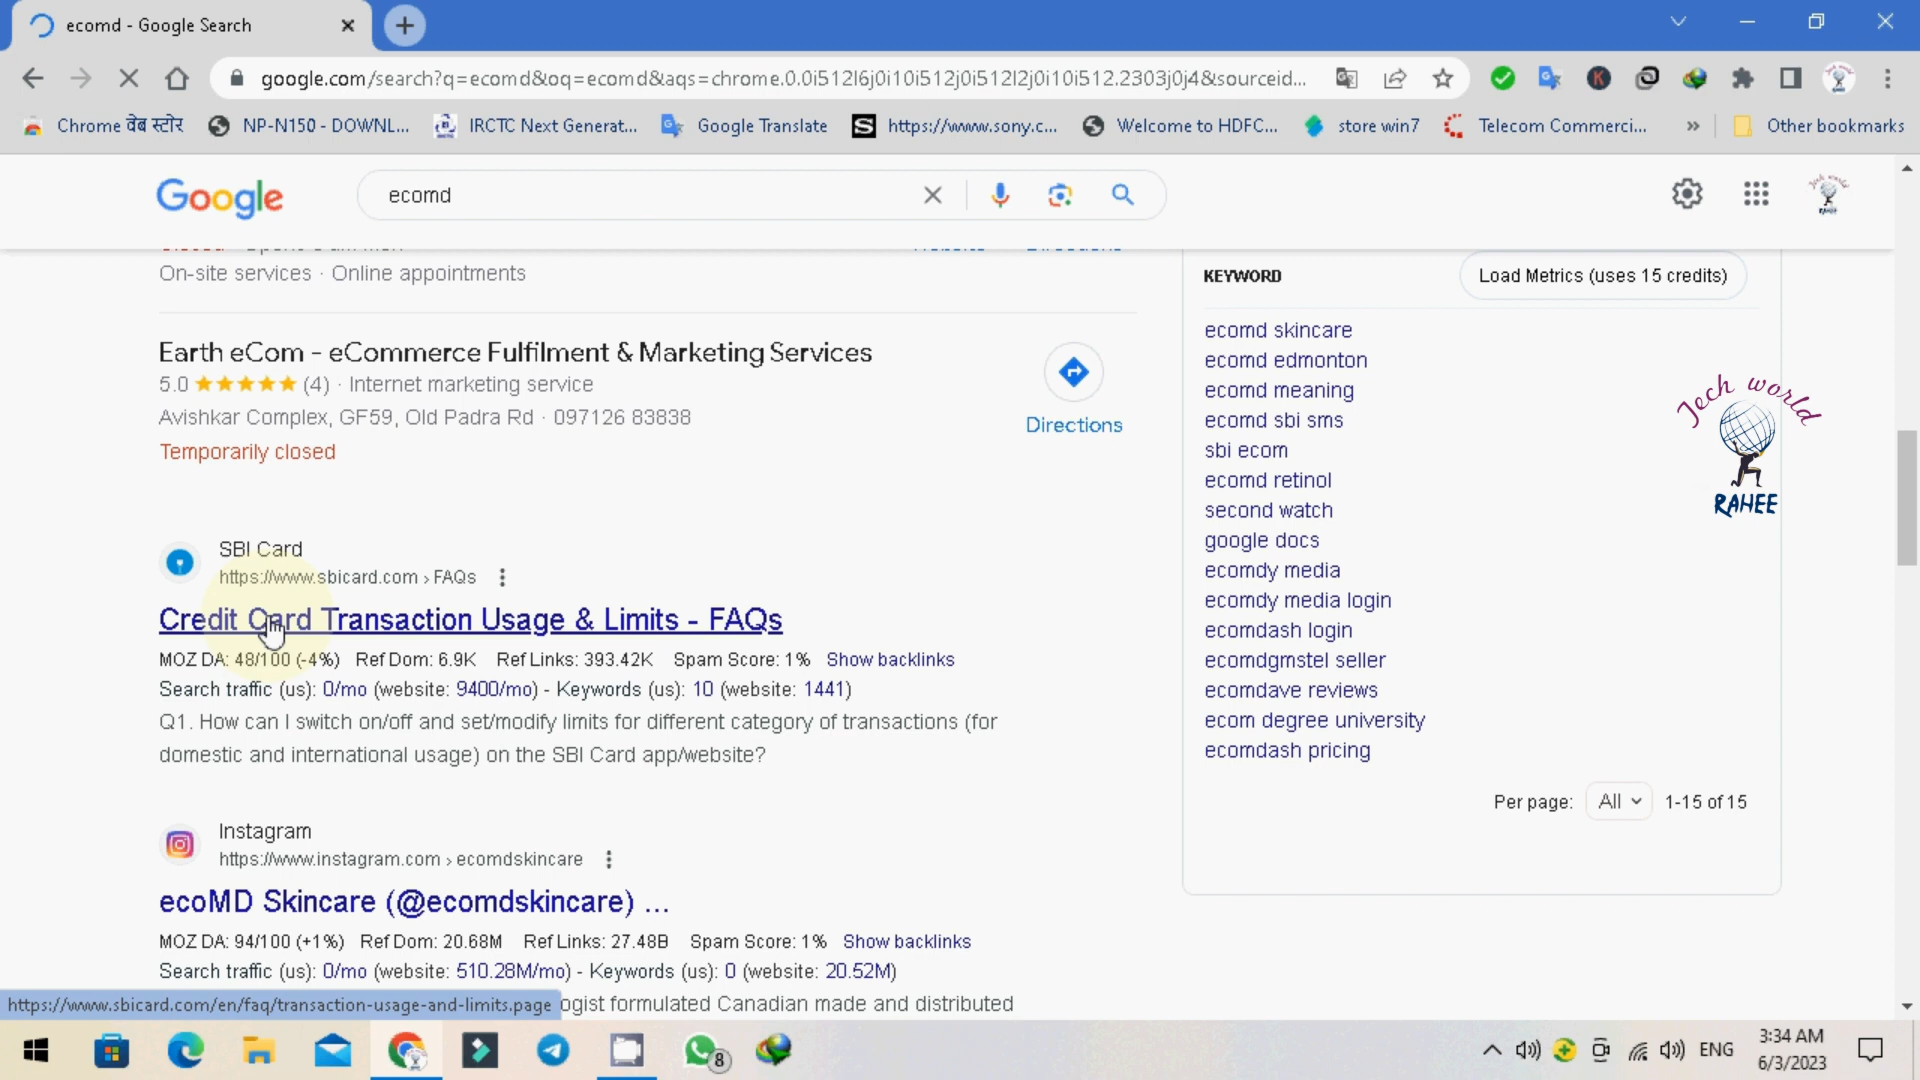 ecomd - Google Search
google.com/search?q=ecomd&oq=ecomd&aqs=chrome.0.0i512l6j0i10i512j0i512l2j0i10i512.2303j0j4&sourceid...
Chrome वेब स्टोर
NP-N150 - DOWNL...
IRCTC Next Generat...
Google Translate
https://www.sony.c...
Welcome to HDFC...
store win7
Telecom Commerci...
»
Other bookmarks
Google
ecomd
On-site services · Online appointments
Earth eCom - eCommerce Fulfilment & Marketing Services
5.0 ★★★★★ (4) · Internet marketing service
Avishkar Complex, GF59, Old Padra Rd · 097126 83838
Temporarily closed
Directions
SBI Card
https://www.sbicard.com › FAQs
Credit Card Transaction Usage & Limits - FAQs
MOZ DA: 48/100 (-4%) Ref Dom: 6.9K Ref Links: 393.42K Spam Score: 1% Show backlinks
Search traffic (us): 0/mo (website: 9400/mo) - Keywords (us): 10 (website: 1441)
Q1. How can I switch on/off and set/modify limits for different category of transactions (for
domestic and international usage) on the SBI Card app/website?
Instagram
https://www.instagram.com › ecomdskincare
ecoMD Skincare (@ecomdskincare) ...
MOZ DA: 94/100 (+1%) Ref Dom: 20.68M Ref Links: 27.48B Spam Score: 1% Show backlinks
Search traffic (us): 0/mo (website: 510.28M/mo) - Keywords (us): 0 (website: 20.52M)
ogist formulated Canadian made and distributed
https://www.sbicard.com/en/faq/transaction-usage-and-limits.page
KEYWORD
Load Metrics (uses 15 credits)
ecomd skincare
ecomd edmonton
ecomd meaning
ecomd sbi sms
sbi ecom
ecomd retinol
second watch
google docs
ecomdy media
ecomdy media login
ecomdash login
ecomdgmstel seller
ecomdave reviews
ecom degree university
ecomdash pricing
Per page: All 1-15 of 15
Tech world
RAHEE
8
ENG
3:34 AM
6/3/2023